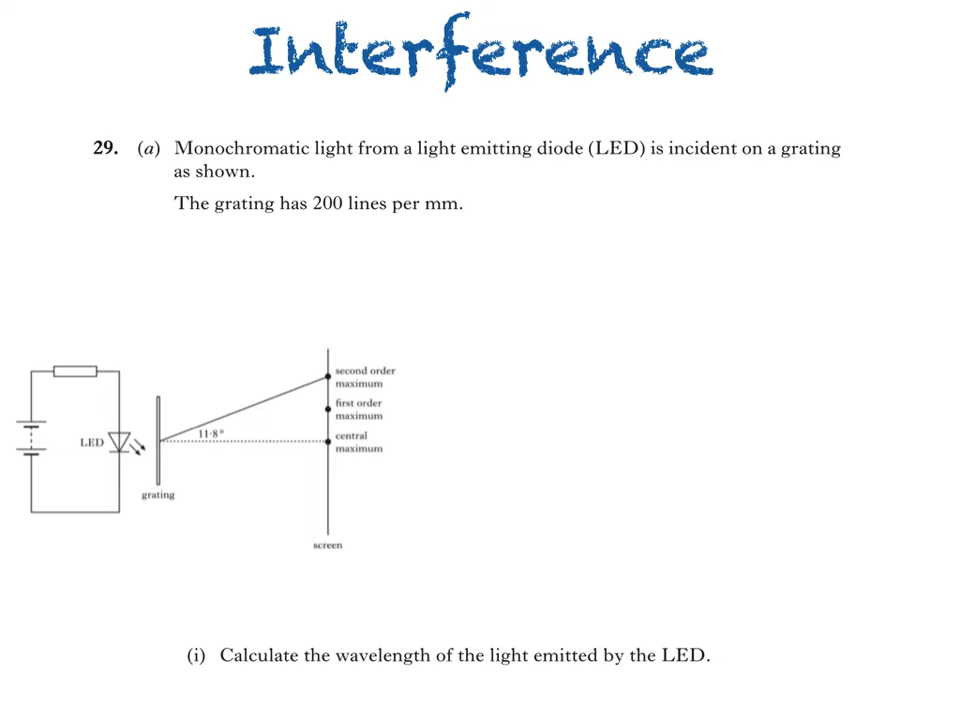 Interference
29. (a) Monochromatic light from a light emitting diode (LED) is incident on a grating
as shown.
The grating has 200 lines per mm.
second order
maximum
first order
maximum
11·8°
central
maximum
LED
grating
screen
(i) Calculate the wavelength of the light emitted by the LED.